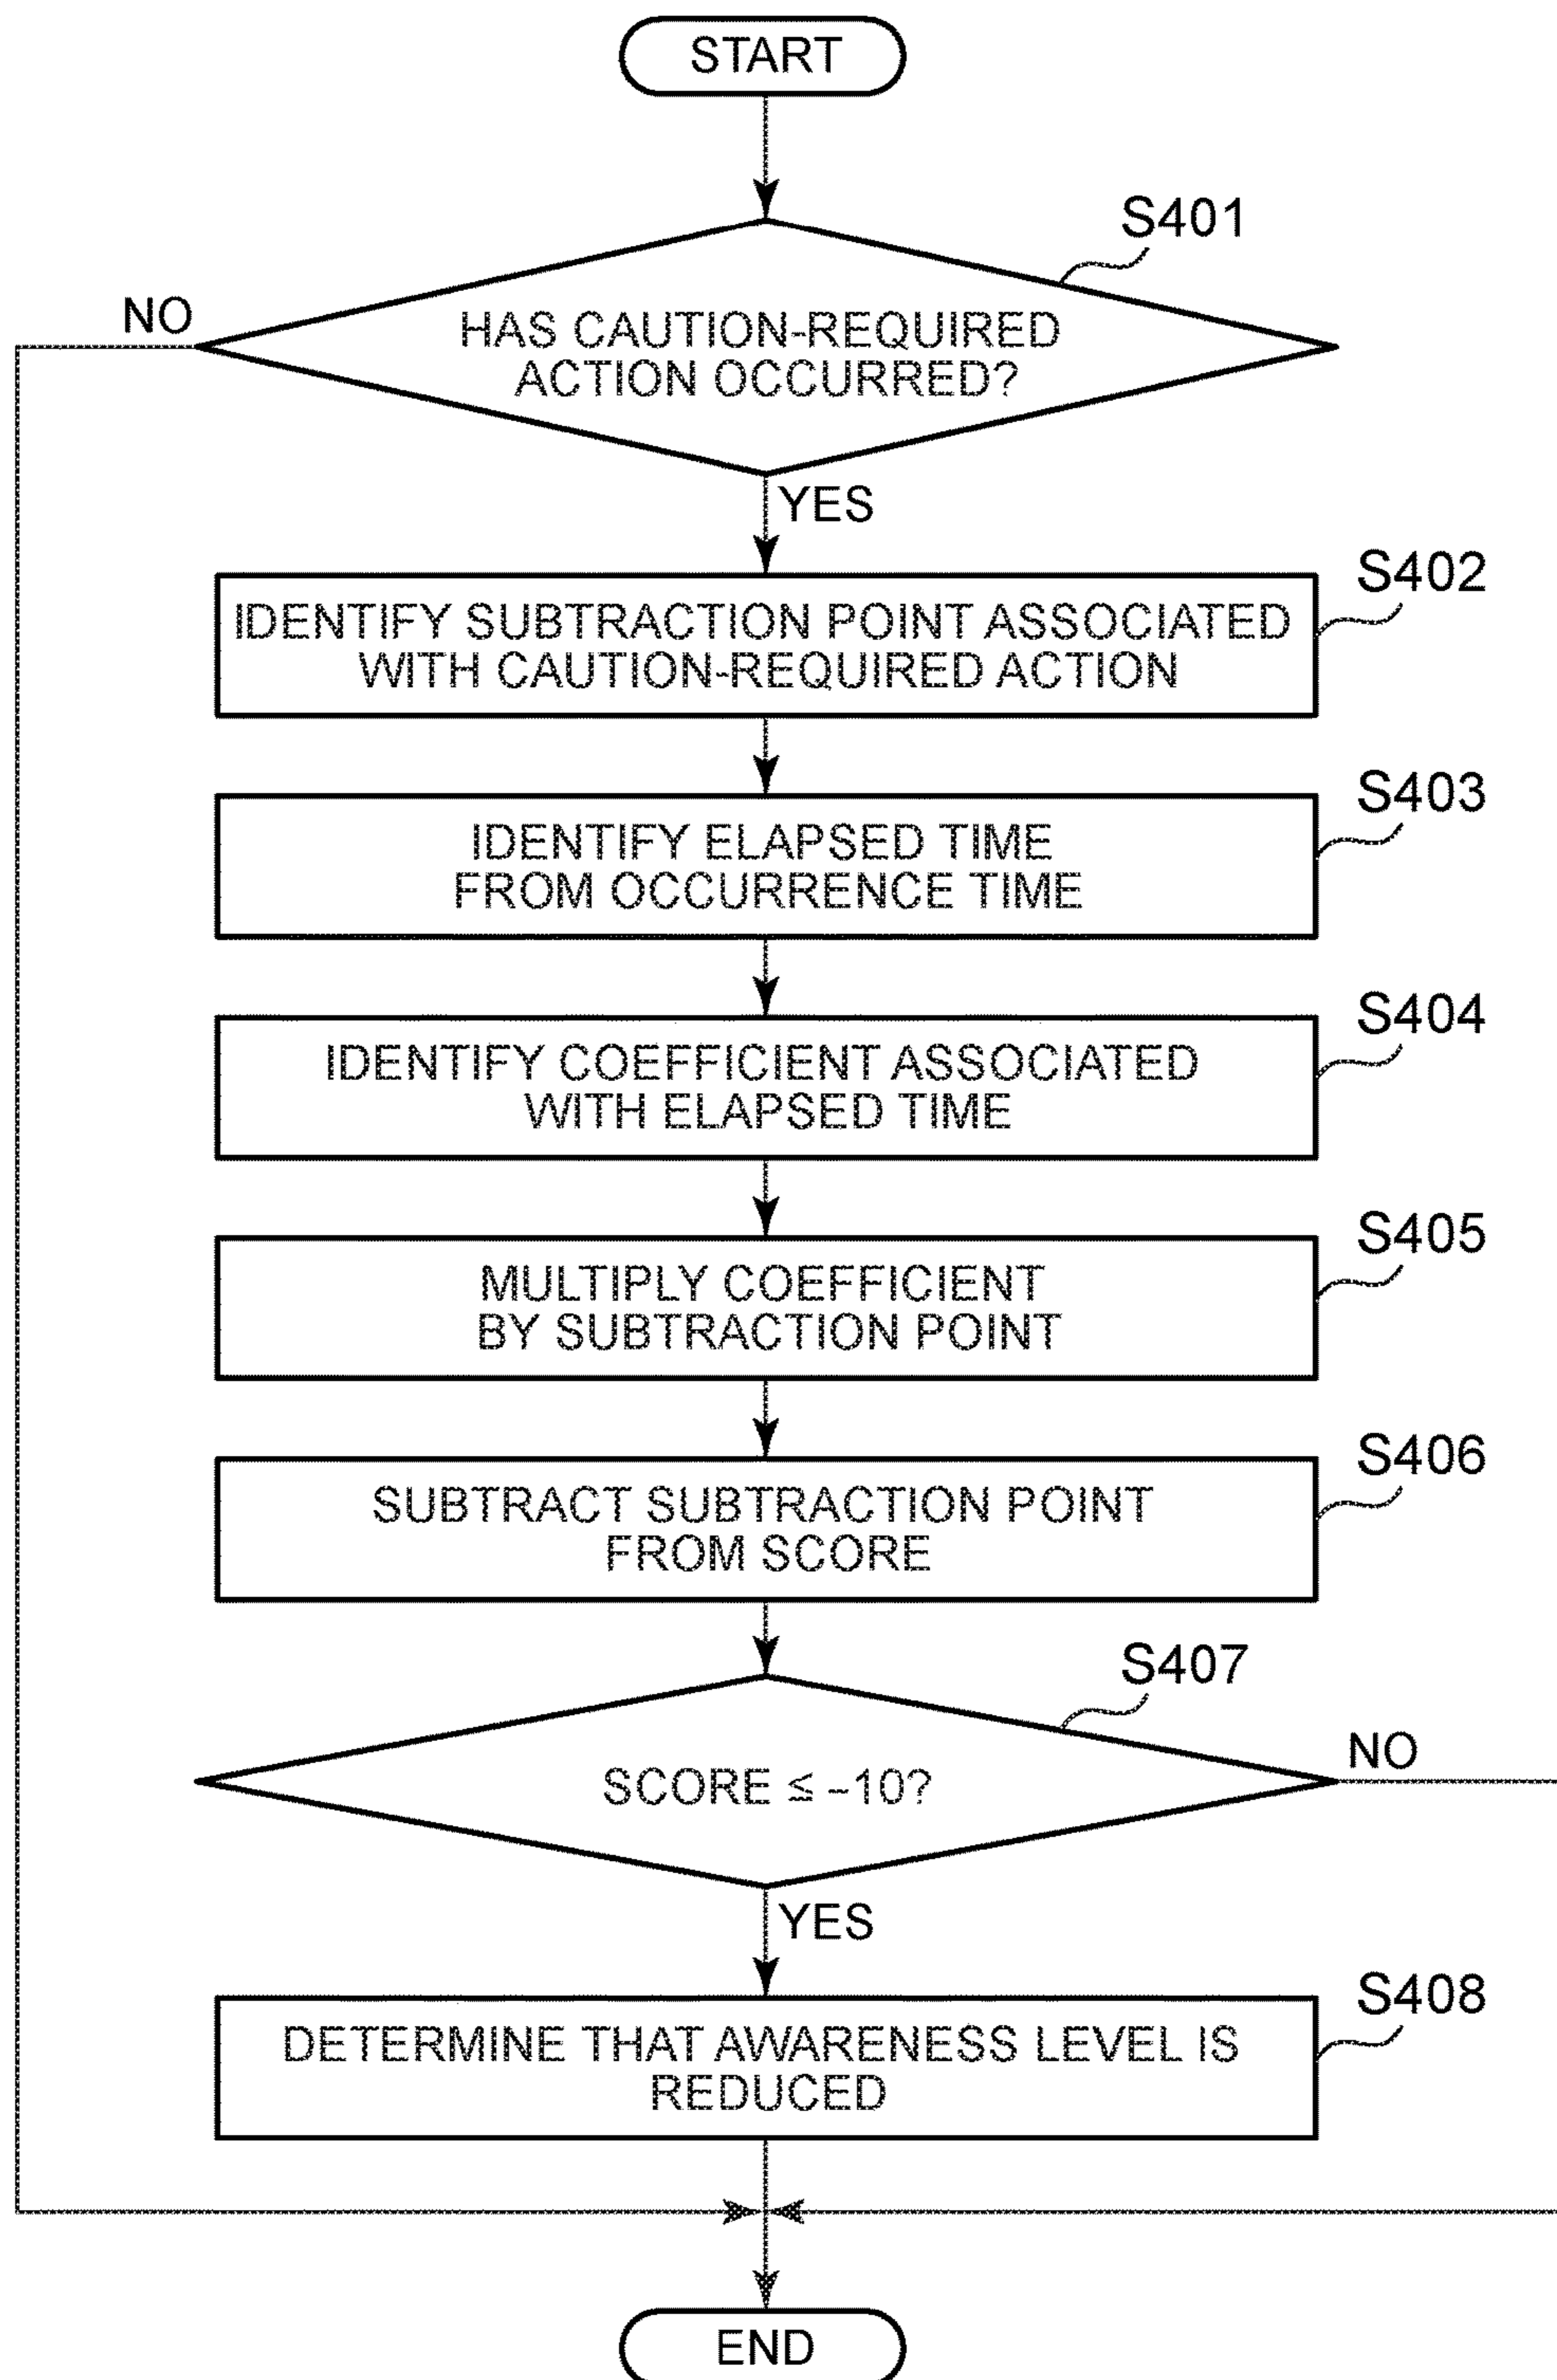 START
S401
NO
HAS CAUTION-REQUIRED
ACTION OCCURRED?
YES
S402
IDENTIFY SUBTRACTION POINT ASSOCIATED
WITH CAUTION-REQUIRED ACTION
S403
IDENTIFY ELAPSED TIME
FROM OCCURRENCE TIME
S404
IDENTIFY COEFFICIENT ASSOCIATED
WITH ELAPSED TIME
S405
MULTIPLY COEFFICIENT
BY SUBTRACTION POINT
S406
SUBTRACT SUBTRACTION POINT
FROM SCORE
S407
NO
SCORE ≦ −10?
YES
S408
DETERMINE THAT AWARENESS LEVEL IS
REDUCED
END